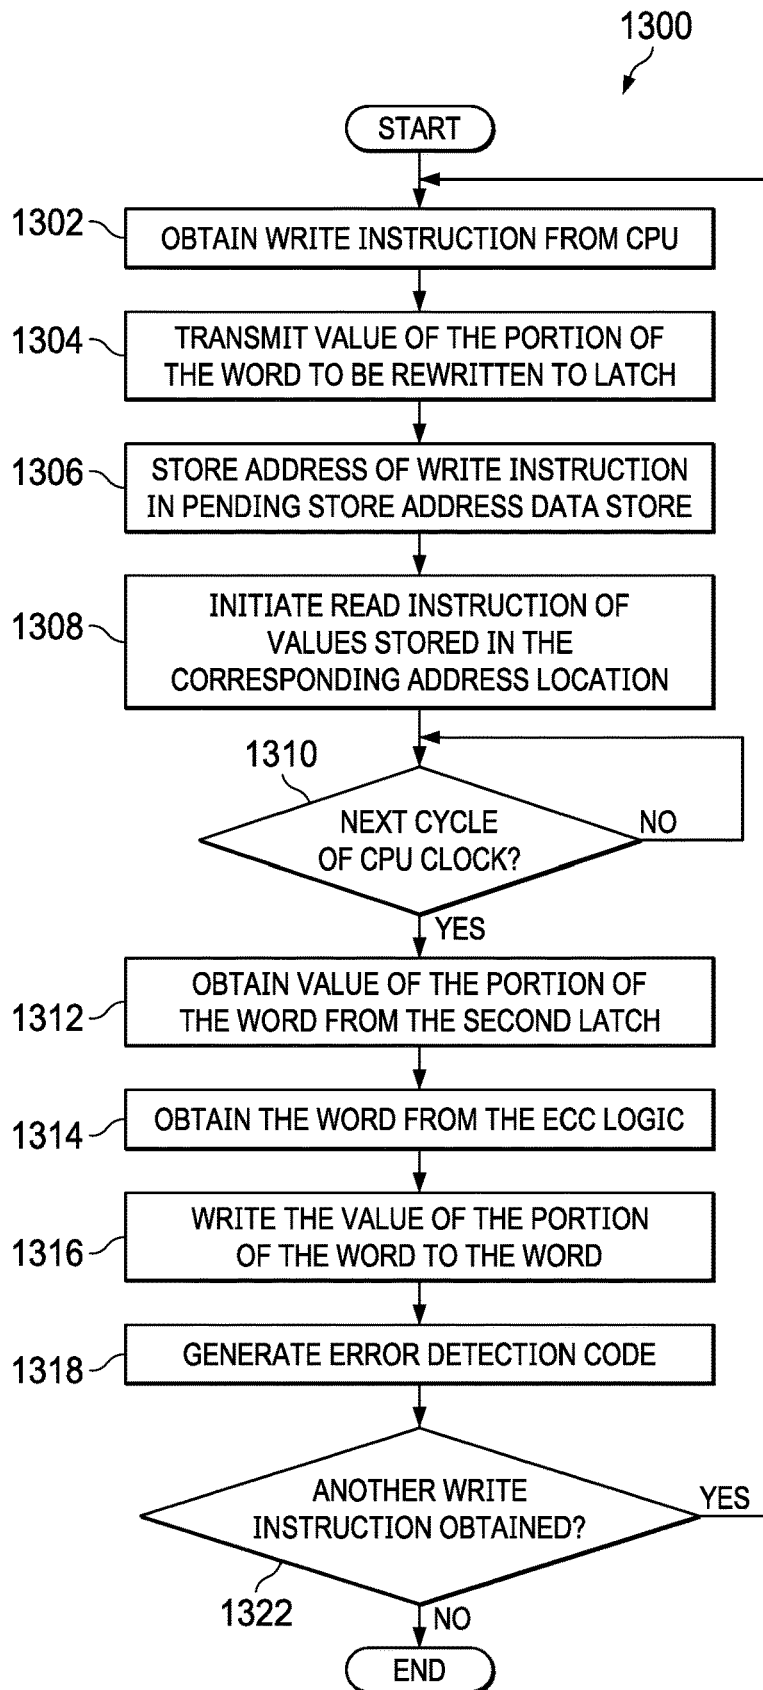 1300
START
1302
OBTAIN WRITE INSTRUCTION FROM CPU
1304
TRANSMIT VALUE OF THE PORTION OF
THE WORD TO BE REWRITTEN TO LATCH
1306
STORE ADDRESS OF WRITE INSTRUCTION
IN PENDING STORE ADDRESS DATA STORE
1308
INITIATE READ INSTRUCTION OF
VALUES STORED IN THE
CORRESPONDING ADDRESS LOCATION
1310
NEXT CYCLE
OF CPU CLOCK?
NO
YES
1312
OBTAIN VALUE OF THE PORTION OF
THE WORD FROM THE SECOND LATCH
1314
OBTAIN THE WORD FROM THE ECC LOGIC
1316
WRITE THE VALUE OF THE PORTION
OF THE WORD TO THE WORD
1318
GENERATE ERROR DETECTION CODE
ANOTHER WRITE
INSTRUCTION OBTAINED?
YES
1322
NO
END